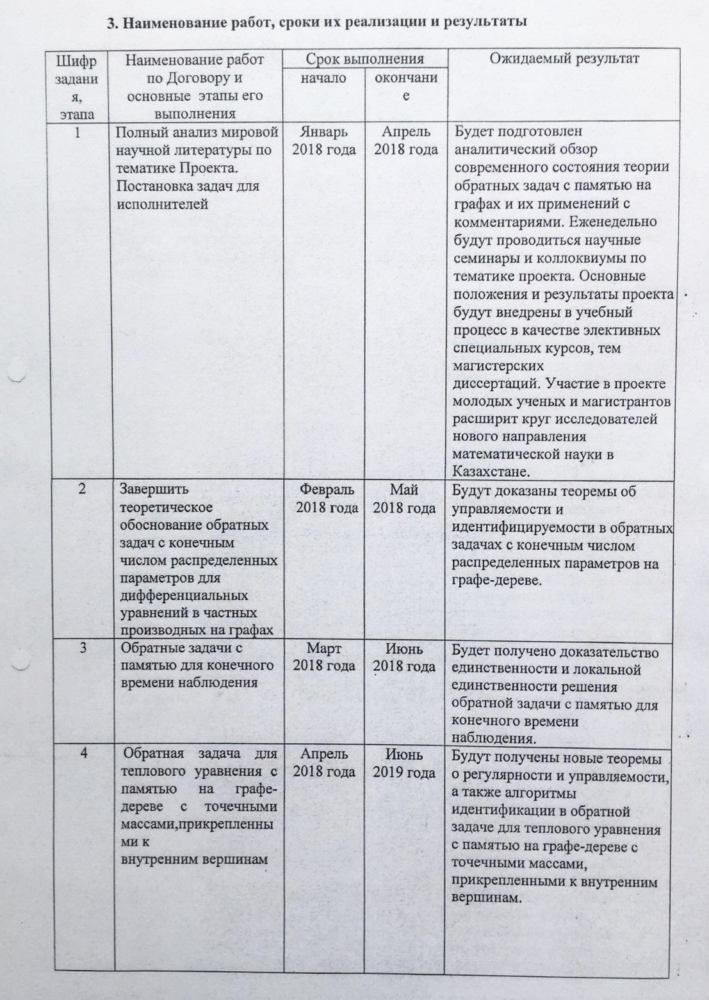 3. Наименование работ, сроки их реализации и результаты
Шифр
задани
я,
этапа
Наименование работ
по Договору и
основные этапы его
выполнения
Срок выполнения
начало
окончани
е
Ожидаемый результат
1
Полный анализ мировой
научной литературы по
тематике Проекта.
Постановка задач для
исполнителей
Январь
2018 года
Апрель
2018 года
Будет подготовлен
аналитический обзор
современного состояния теории
обратных задач с памятью на
графах и их применений с
комментариями. Еженедельно
будут проводиться научные
семинары и коллоквиумы по
тематике проекта. Основные
положения и результаты проекта
будут внедрены в учебный
процесс в качестве элективных
специальных курсов, тем
магистерских
диссертаций. Участие в проекте
молодых ученых и магистрантов
расширит круг исследователей
нового направления
математической науки в
Казахстане.
2
Завершить
теоретическое
обоснование обратных
задач с конечным
числом распределенных
параметров для
дифференциальных
уравнений в частных
производных на графах
Февраль
2018 года
Май
2018 года
Будут доказаны теоремы об
управляемости и
идентифицируемости в обратных
задачах с конечным числом
распределенных параметров на
графе-дереве.
3
Обратные задачи с
памятью для конечного
времени наблюдения
Март
2018 года
Июнь
2018 года
Будет получено доказательство
единственности и локальной
единственности решения
обратной задачи с памятью для
конечного времени
наблюдения.
4
Обратная задача для
теплового уравнения с
памятью на графе-
дереве с точечными
массами,прикрепленны
ми к
внутренним вершинам
Апрель
2018 года
Июнь
2019 года
Будут получены новые теоремы
о регулярности и управляемости,
а также алгоритмы
идентификации в обратной
задаче для теплового уравнения
с памятью на графе-дереве с
точечными массами,
прикрепленными к внутренним
вершинам.